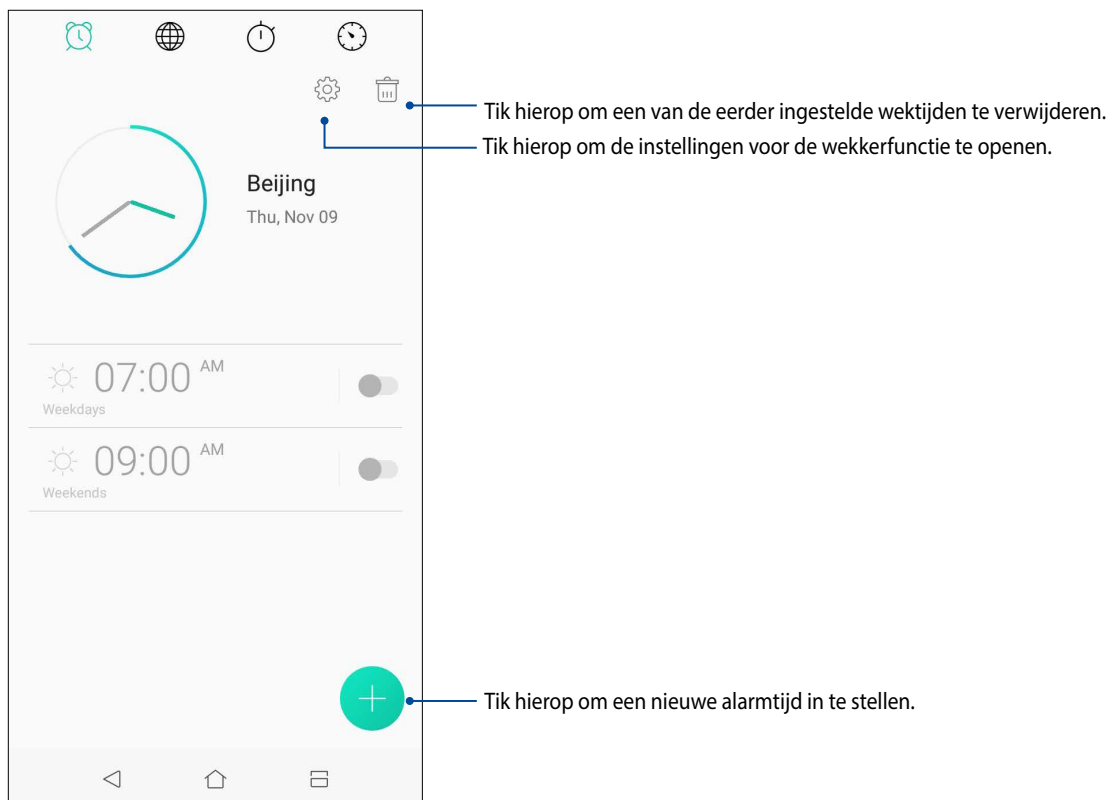 Tik hierop om een van de eerder ingestelde wektijden te verwijderen.
Tik hierop om de instellingen voor de wekkerfunctie te openen.
Beijing
Thu, Nov 09
07:00 AM
Weekdays
09:00 AM
Weekends
Tik hierop om een nieuwe alarmtijd in te stellen.